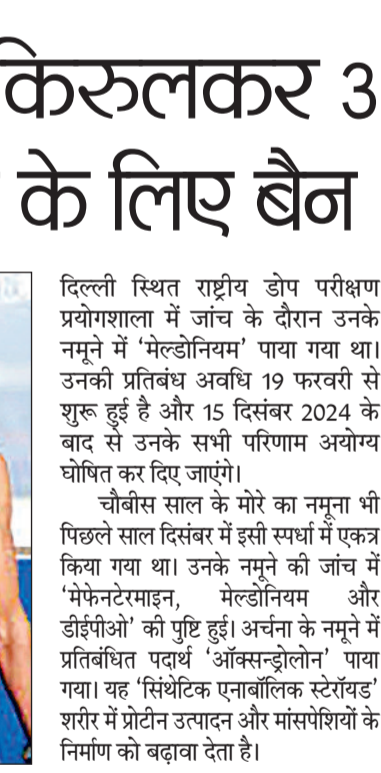 किरुलकर 3
के लिए बैन
दिल्ली स्थित राष्ट्रीय डोप परीक्षण
प्रयोगशाला में जांच के दौरान उनके
नमूने में ‘मेल्डोनियम’ पाया गया था।
उनकी प्रतिबंध अवधि 19 फरवरी से
शुरू हुई है और 15 दिसंबर 2024 के
बाद से उनके सभी परिणाम अयोग्य
घोषित कर दिए जाएंगे।
चौबीस साल के मोरे का नमूना भी
पिछले साल दिसंबर में इसी स्पर्धा में एकत्र
किया गया था। उनके नमूने की जांच में
‘मेफेनटेरमाइन, मेल्डोनियम और
डीईपीओ’ की पुष्टि हुई। अर्चना के नमूने में
प्रतिबंधित पदार्थ ‘ऑक्सन्ड्रोलोन’ पाया
गया। यह ‘सिंथेटिक एनाबॉलिक स्टेरॉयड’
शरीर में प्रोटीन उत्पादन और मांसपेशियों के
निर्माण को बढ़ावा देता है।